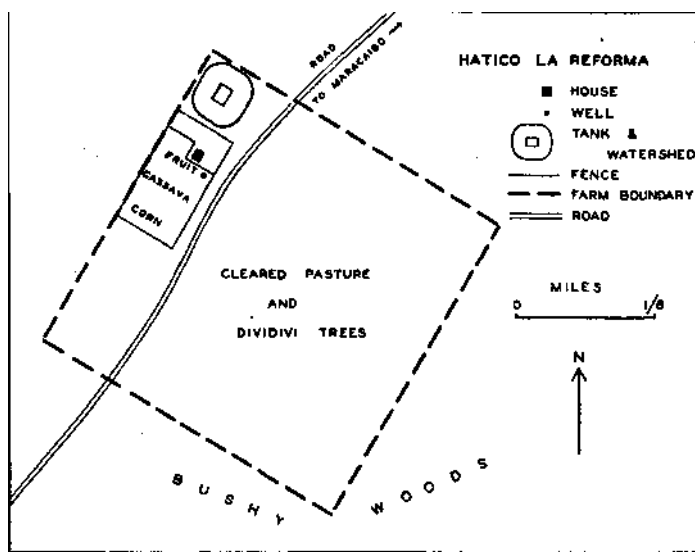 ROAD
TO MARACAIBO
HATICO LA REFORMA
HOUSE
WELL
TANK &
WATERSHED
FENCE
FARM BOUNDARY
ROAD
FRUIT
CASSAVA
CORN
CLEARED PASTURE
AND
DIVIDIVI TREES
MILES
0 1/8
N
BUSHY WOODS